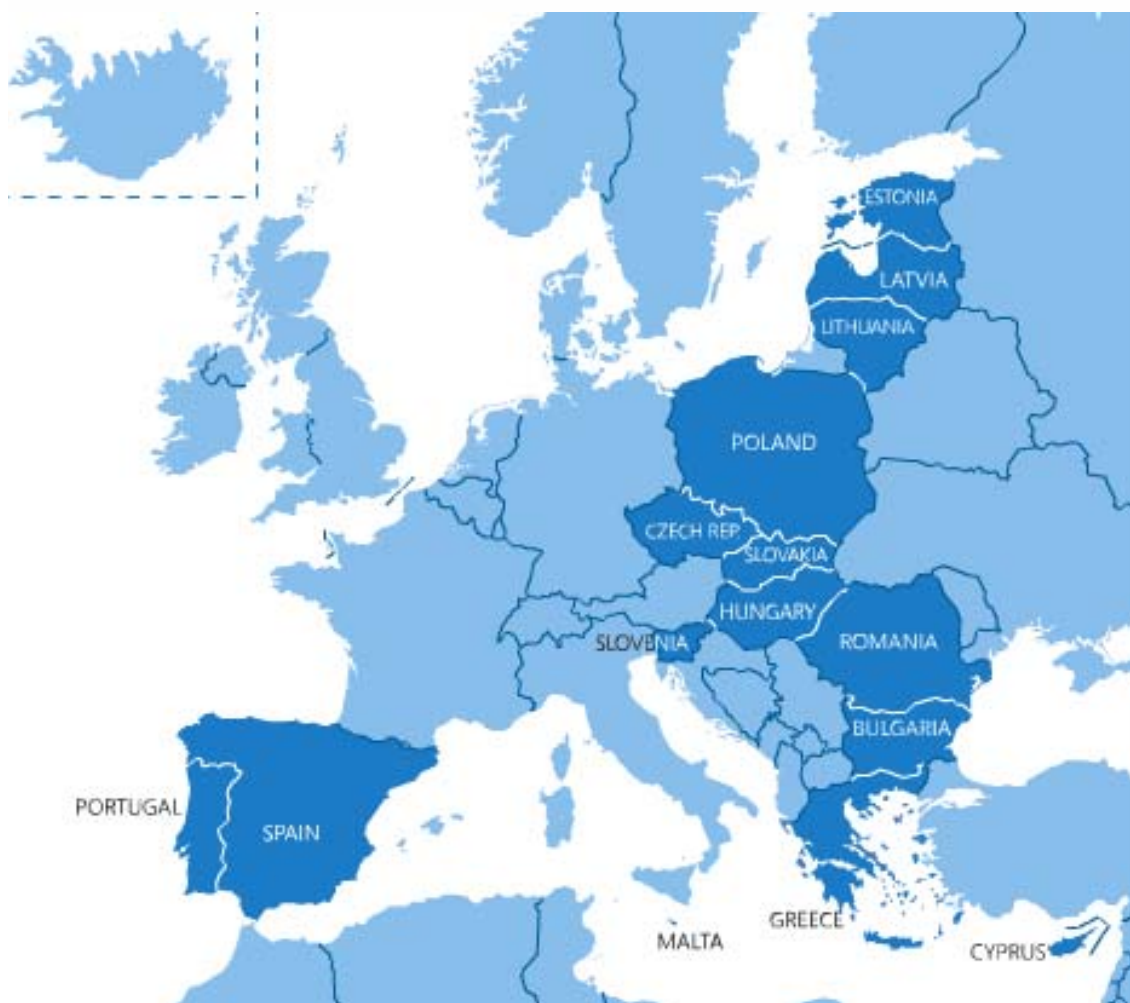 ESTONIA
LATVIA
LITHUANIA
POLAND
CZECH REP.
SLOVAKIA
HUNGARY
SLOVENIA
ROMANIA
BULGARIA
PORTUGAL
SPAIN
GREECE
MALTA
CYPRUS